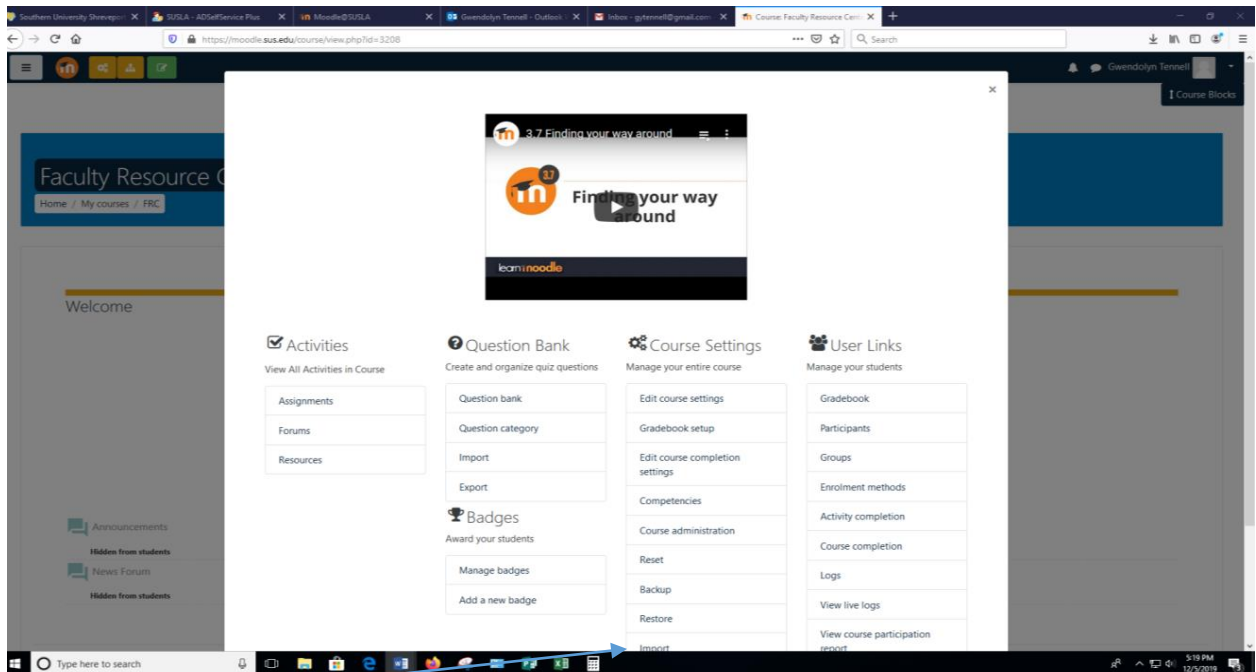 Southern University Shrevepor
SUSLA - ADSelfService Plus
Moodle@SUSLA
Gwendolyn Tennell - Outlook
Inbox - gytennell@gmail.com
Course: Faculty Resource Cent
https://moodle.sus.edu/course/view.php?id=3208
Search
Gwendolyn Tennell
Course Blocks
Faculty Resource C
Home / My courses / FRC
Welcome
Announcements
Hidden from students
News Forum
Hidden from students
×
3.7 Finding your way around
3.7
Finding your way
around
learn moodle
Activities
View All Activities in Course
Assignments
Forums
Resources
Question Bank
Create and organize quiz questions
Question bank
Question category
Import
Export
Badges
Award your students
Manage badges
Add a new badge
Course Settings
Manage your entire course
Edit course settings
Gradebook setup
Edit course completion
settings
Competencies
Course administration
Reset
Backup
Restore
Import
User Links
Manage your students
Gradebook
Participants
Groups
Enrolment methods
Activity completion
Course completion
Logs
View live logs
View course participation
report
Type here to search
5:19 PM
12/5/2019